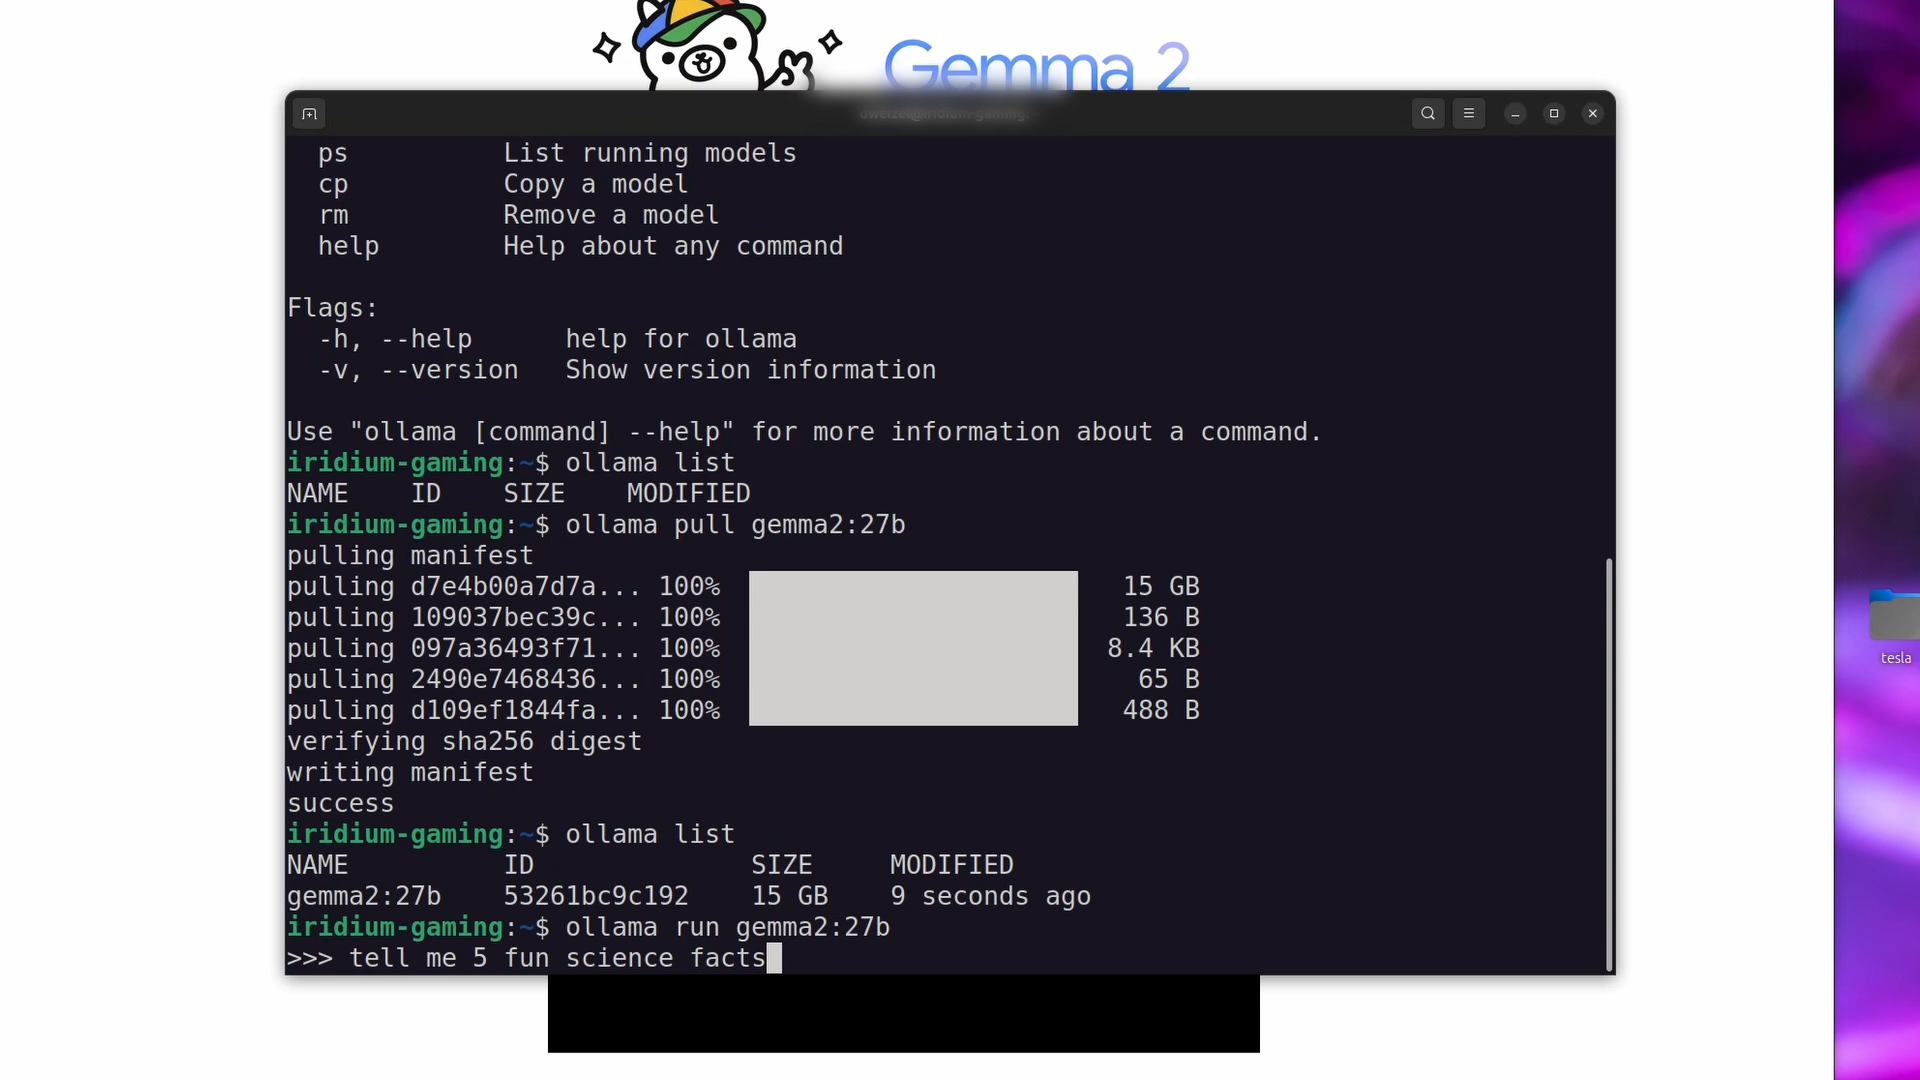 Gemma 2
ps List running models
cp Copy a model
rm Remove a model
help Help about any command
Flags:
-h, --help help for ollama
-v, --version Show version information
Use "ollama [command] --help" for more information about a command.
iridium-gaming:~$ ollama list
NAME ID SIZE MODIFIED
iridium-gaming:~$ ollama pull gemma2:27b
pulling manifest
pulling d7e4b00a7d7a... 100% 15 GB
pulling 109037bec39c... 100% 136 B
pulling 097a36493f71... 100% 8.4 KB
pulling 2490e7468436... 100% 65 B
pulling d109ef1844fa... 100% 488 B
verifying sha256 digest
writing manifest
success
iridium-gaming:~$ ollama list
NAME ID SIZE MODIFIED
gemma2:27b 53261bc9c192 15 GB 9 seconds ago
iridium-gaming:~$ ollama run gemma2:27b
>>> tell me 5 fun science facts
tesla